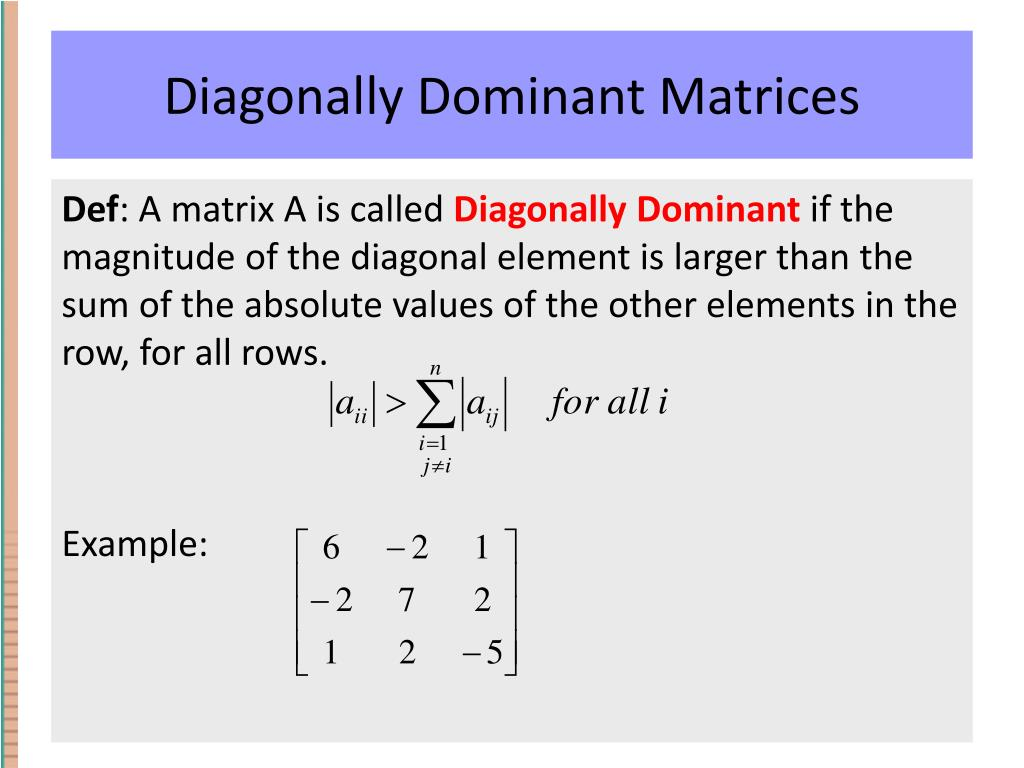 Diagonally Dominant Matrices
Def: A matrix A is called Diagonally Dominant if the
magnitude of the diagonal element is larger than the
sum of the absolute values of the other elements in the
row, for all rows.
|a_ii| > ∑_{i=1, j≠i}^{n} |a_ij| for all i
Example:
[ 6 −2 1
−2 7 2
1 2 −5 ]